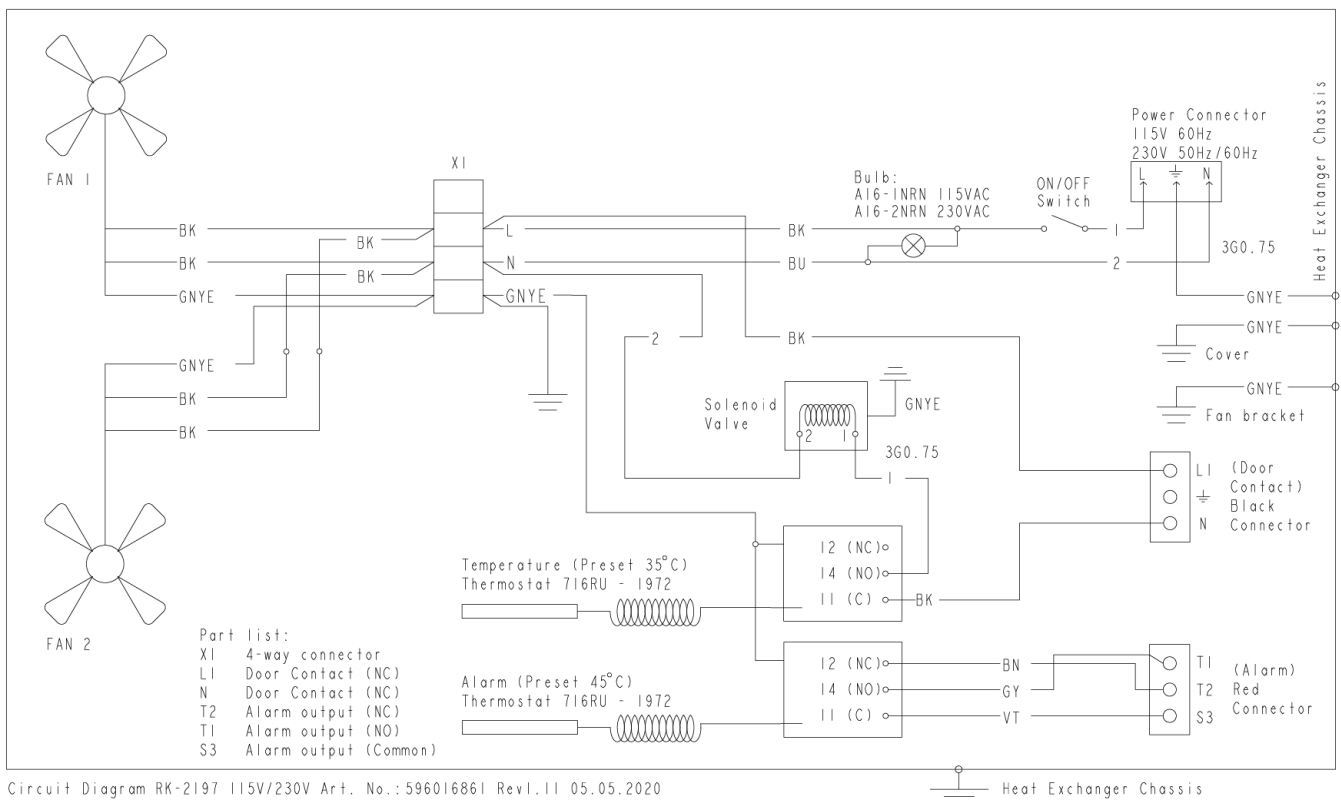 FAN 1
X1
Bulb:
A16-1NRN 115VAC
A16-2NRN 230VAC
ON/OFF
Switch
Power Connector
115V 60Hz
230V 50Hz/60Hz
L
N
Heat Exchanger Chassis
BK
BK
L
BK
1
3G0.75
BK
N
BU
2
BK
GNYE
GNYE
GNYE
GNYE
Cover
2
BK
GNYE
BK
BK
GNYE
Fan bracket
Solenoid
Valve
2
1
GNYE
3G0.75
1
L1
N
(Door
Contact)
Black
Connector
Temperature (Preset 35°C)
Thermostat 716RU - 1972
12 (NC)
14 (NO)
11 (C)
BK
FAN 2
Part list:
X1 4-way connector
L1 Door Contact (NC)
N Door Contact (NC)
T2 Alarm output (NC)
T1 Alarm output (NO)
S3 Alarm output (Common)
Alarm (Preset 45°C)
Thermostat 716RU - 1972
12 (NC)
14 (NO)
11 (C)
BN
GY
VT
T1
T2
S3
(Alarm)
Red
Connector
Circuit Diagram RK-2197 115V/230V Art. No.:596016861 Rev1.11 05.05.2020
Heat Exchanger Chassis